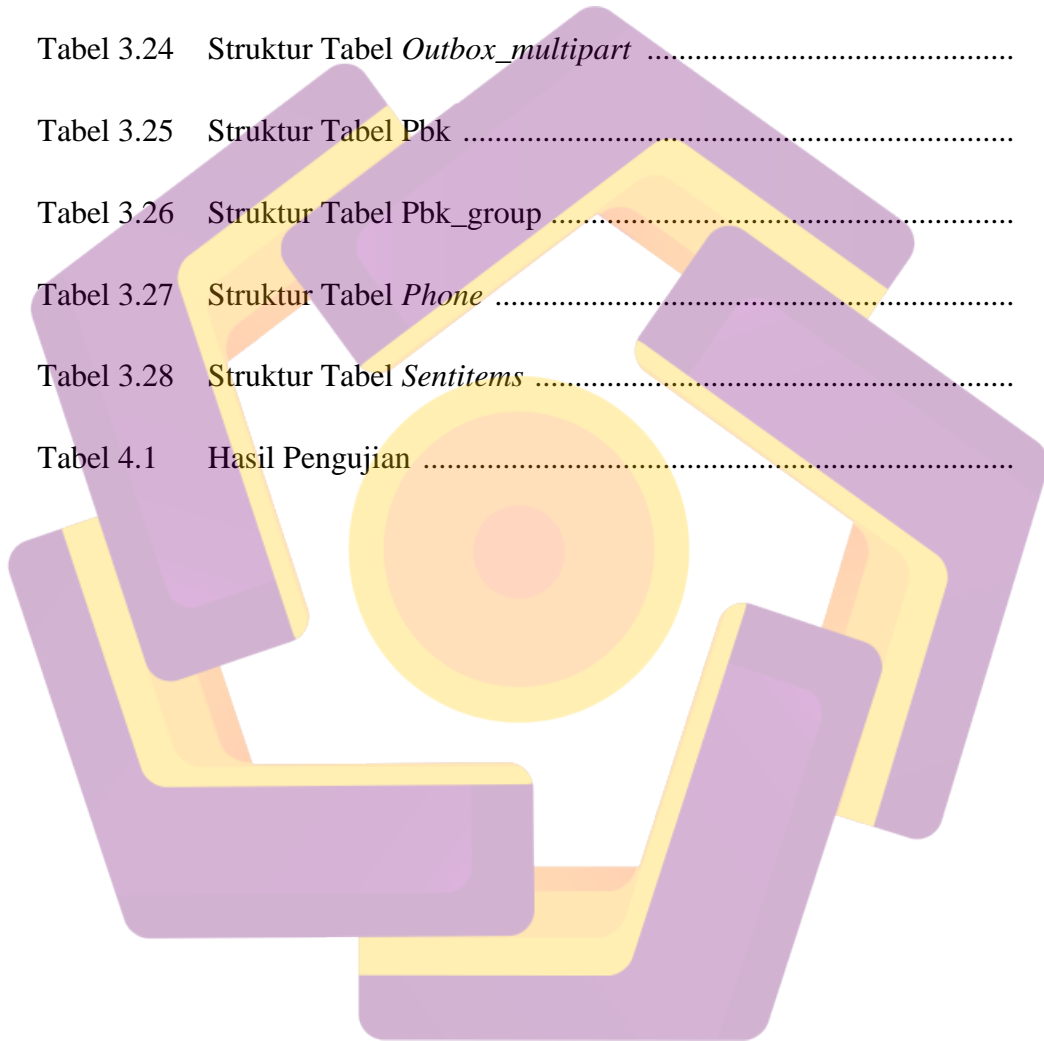 Tabel 3.24 Struktur Tabel Outbox_multipart ............................................
Tabel 3.25 Struktur Tabel Pbk ..................................................................
Tabel 3.26 Struktur Tabel Pbk_group .......................................................
Tabel 3.27 Struktur Tabel Phone ..............................................................
Tabel 3.28 Struktur Tabel Sentitems .........................................................
Tabel 4.1 Hasil Pengujian .......................................................................